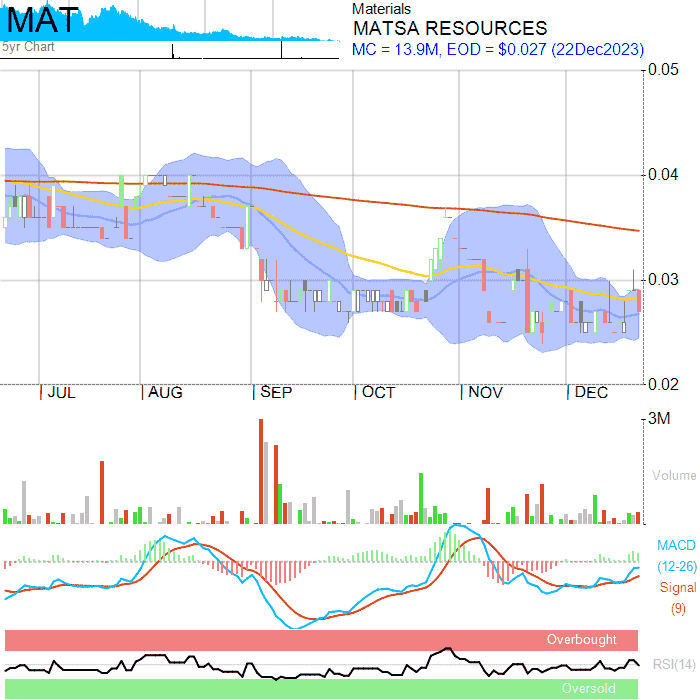 MAT
5yr Chart
Materials
MATSA RESOURCES
MC = 13.9M, EOD = $0.027 (22Dec2023)
0.05
0.04
0.03
0.02
JUL AUG SEP OCT NOV DEC
3M
Volume
MACD
(12-26)
Signal
(9)
Overbought
RSI(14)
Oversold